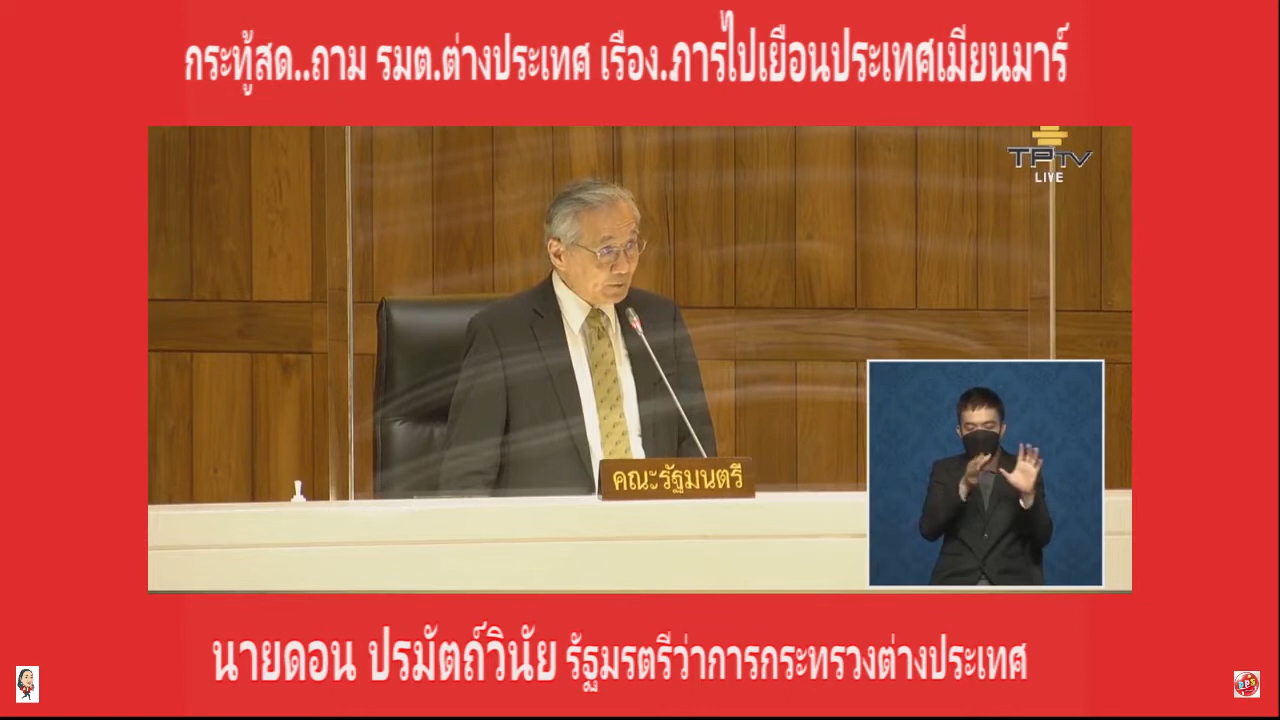 กระทู้สด..ถาม รมต.ต่างประเทศ เรือง.ภารไปเยือนประเทศเมียนมาร์
TPTV
LIVE
คณะรัฐมนตรี
นายดอน ปรมัตถ์วินัย รัฐมรตรีว่าการกระทรวงต่างประเทศ
PPS